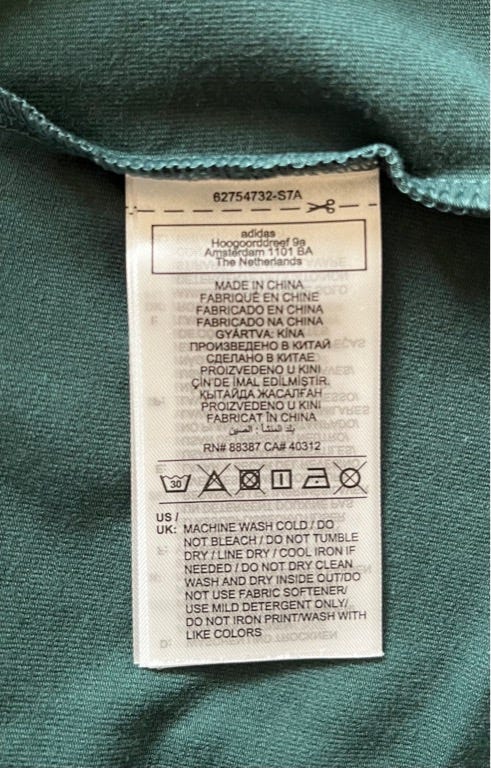 62754732-S7A
adidas
Hoogoorddreef 9a
Amsterdam 1101 BA
The Netherlands
MADE IN CHINA
FABRIQUÉ EN CHINE
FABRICADO EN CHINA
FABRICADO NA CHINA
GYÁRTVA: KÍNA
ПРОИЗВЕДЕНО В КИТАЙ
СДЕЛАНО В КИТАЕ
PROIZVEDENO U KINI
ÇİN'DE İMAL EDİLMİŞTİR.
ҚЫТАЙДА ЖАСАЛҒАН
PROIZVEDENO U KINI
FABRICAT ÎN CHINA
بلد المنشأ : الصين
RN# 88387 CA# 40312
30
US /
UK: MACHINE WASH COLD / DO
NOT BLEACH / DO NOT TUMBLE
DRY / LINE DRY / COOL IRON IF
NEEDED / DO NOT DRY CLEAN
WASH AND DRY INSIDE OUT/DO
NOT USE FABRIC SOFTENER/
USE MILD DETERGENT ONLY/
DO NOT IRON PRINT/WASH WITH
LIKE COLORS